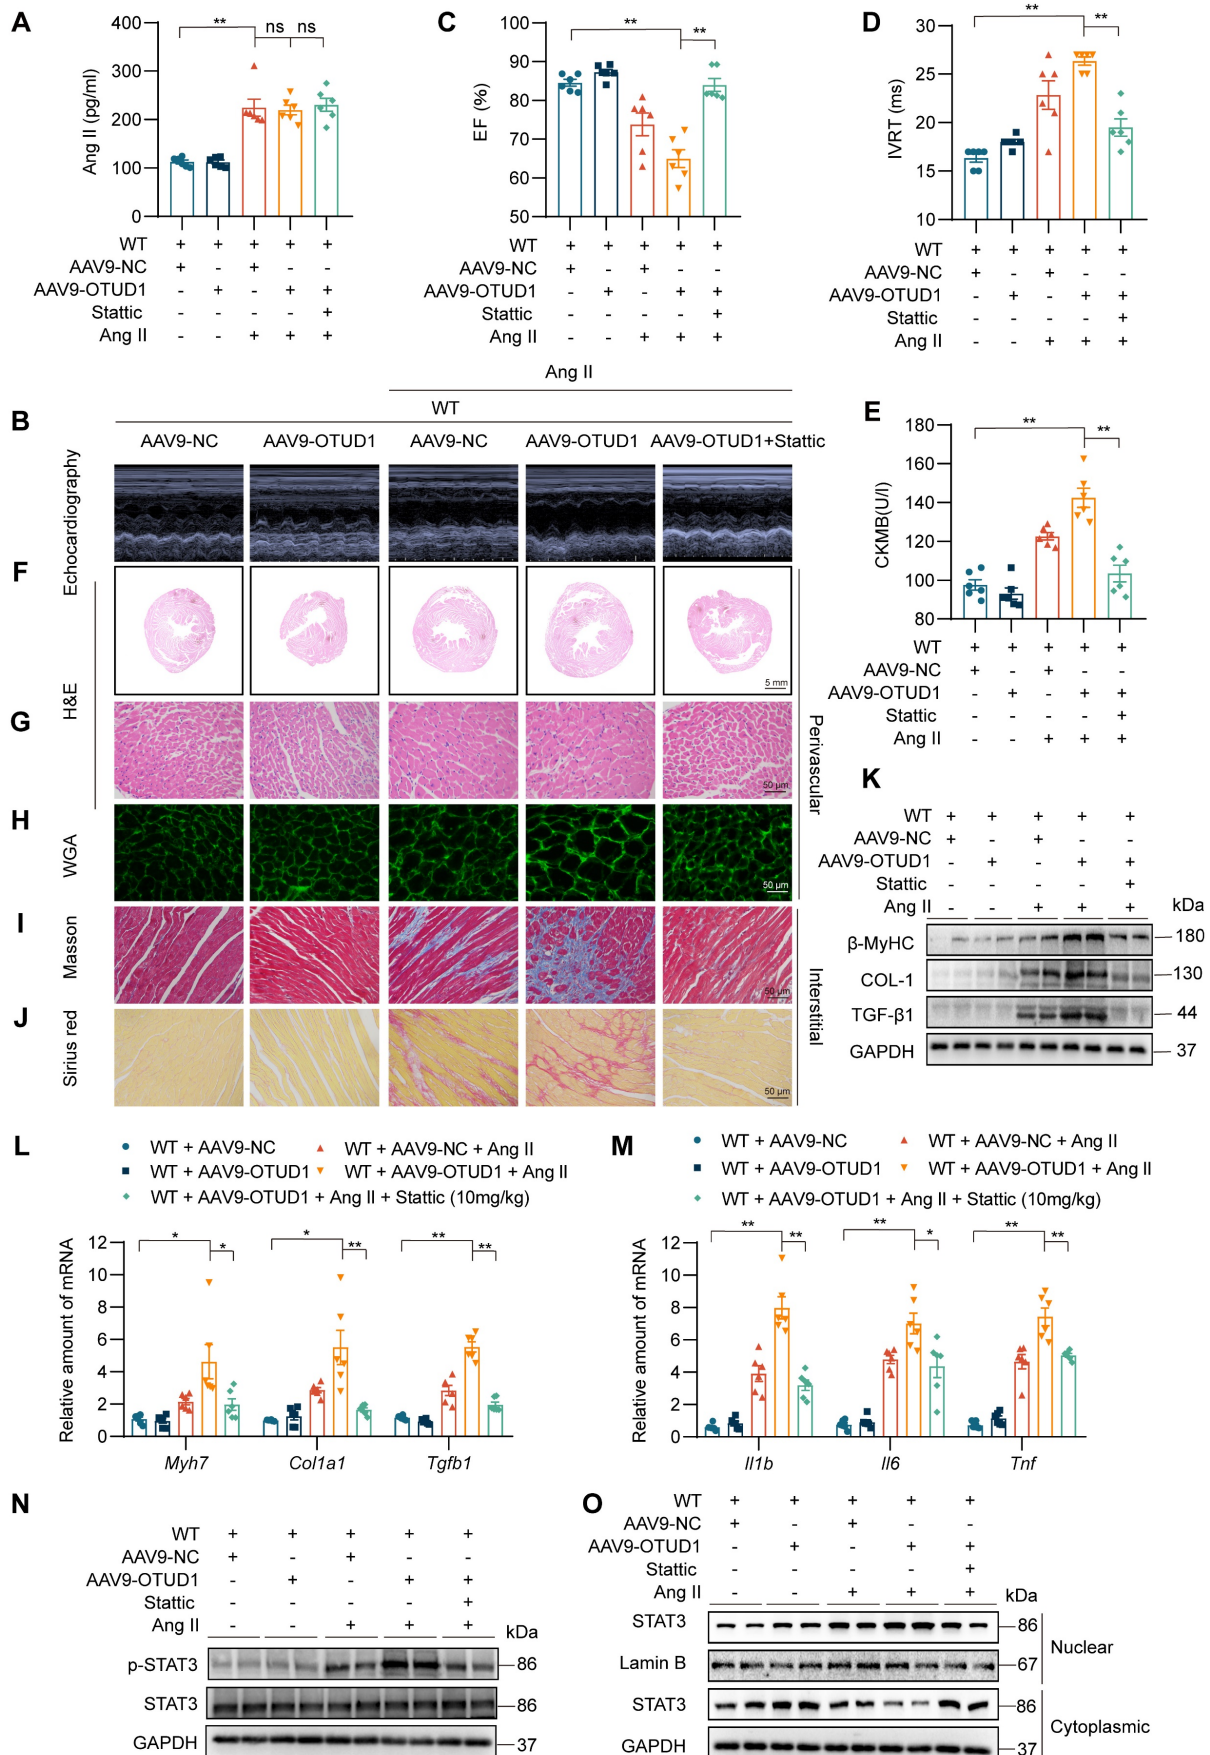 A
400
300
200
100
0
Ang II (pg/ml)
** ns ns
WT + + + + +
AAV9-NC + - + - -
AAV9-OTUD1 - + - + +
Stattic +
Ang II - - + + +
C
100
90
80
70
60
50
EF (%)
** **
WT + + + + +
AAV9-NC + - + - -
AAV9-OTUD1 - + - + +
Stattic - - - - +
Ang II - - + + +
D
30
25
20
15
10
IVRT (ms)
** **
WT + + + + +
AAV9-NC + - + - -
AAV9-OTUD1 - + - + +
Stattic - - - - +
Ang II - - + + +
B
Ang II
WT
AAV9-NC AAV9-OTUD1 AAV9-NC AAV9-OTUD1 AAV9-OTUD1+Stattic
Echocardiography
F
H&E
5 mm
G
50 μm
Perivascular
H
WGA
50 μm
I
Masson
50 μm
J
Sirius red
50 μm
Interstitial
E
180
160
140
120
100
80
CKMB(U/l)
** **
WT + + + + +
AAV9-NC + - + - -
AAV9-OTUD1 - + - + +
Stattic - - - - +
Ang II - - + + +
K
WT + + + + +
AAV9-NC + - + - -
AAV9-OTUD1 - + - + +
Stattic - - - - +
Ang II - - + + + kDa
β-MyHC 180
COL-1 130
TGF-β1 44
GAPDH 37
L
WT + AAV9-NC WT + AAV9-NC + Ang II
WT + AAV9-OTUD1 WT + AAV9-OTUD1 + Ang II
WT + AAV9-OTUD1 + Ang II + Stattic (10mg/kg)
12
10
8
6
4
2
0
Relative amount of mRNA
* * * ** ** **
Myh7 Col1a1 Tgfb1
M
WT + AAV9-NC WT + AAV9-NC + Ang II
WT + AAV9-OTUD1 WT + AAV9-OTUD1 + Ang II
WT + AAV9-OTUD1 + Ang II + Stattic (10mg/kg)
12
10
8
6
4
2
0
Relative amount of mRNA
** ** ** * ** **
Il1b Il6 Tnf
N
WT + + + + +
AAV9-NC + - + - -
AAV9-OTUD1 - + - + +
Stattic - - - - +
Ang II - - + + + kDa
p-STAT3 86
STAT3 86
GAPDH 37
O
WT + + + + +
AAV9-NC + - + - -
AAV9-OTUD1 - + - + +
Stattic - - - - +
Ang II - - + + + kDa
STAT3 86
Lamin B 67
Nuclear
STAT3 86
GAPDH 37
Cytoplasmic